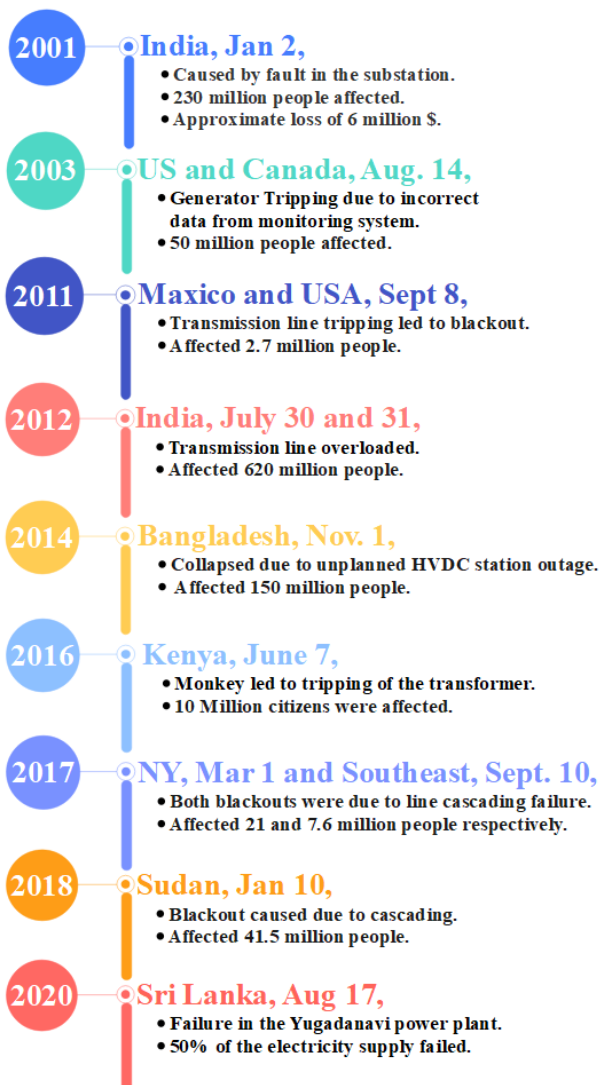 2001
India, Jan 2,
• Caused by fault in the substation.
• 230 million people affected.
• Approximate loss of 6 million $.
2003
US and Canada, Aug. 14,
• Generator Tripping due to incorrect
data from monitoring system.
• 50 million people affected.
2011
Maxico and USA, Sept 8,
• Transmission line tripping led to blackout.
• Affected 2.7 million people.
2012
India, July 30 and 31,
• Transmission line overloaded.
• Affected 620 million people.
2014
Bangladesh, Nov. 1,
• Collapsed due to unplanned HVDC station outage.
• Affected 150 million people.
2016
Kenya, June 7,
• Monkey led to tripping of the transformer.
• 10 Million citizens were affected.
2017
NY, Mar 1 and Southeast, Sept. 10,
• Both blackouts were due to line cascading failure.
• Affected 21 and 7.6 million people respectively.
2018
Sudan, Jan 10,
• Blackout caused due to cascading.
• Affected 41.5 million people.
2020
Sri Lanka, Aug 17,
• Failure in the Yugadanavi power plant.
• 50% of the electricity supply failed.